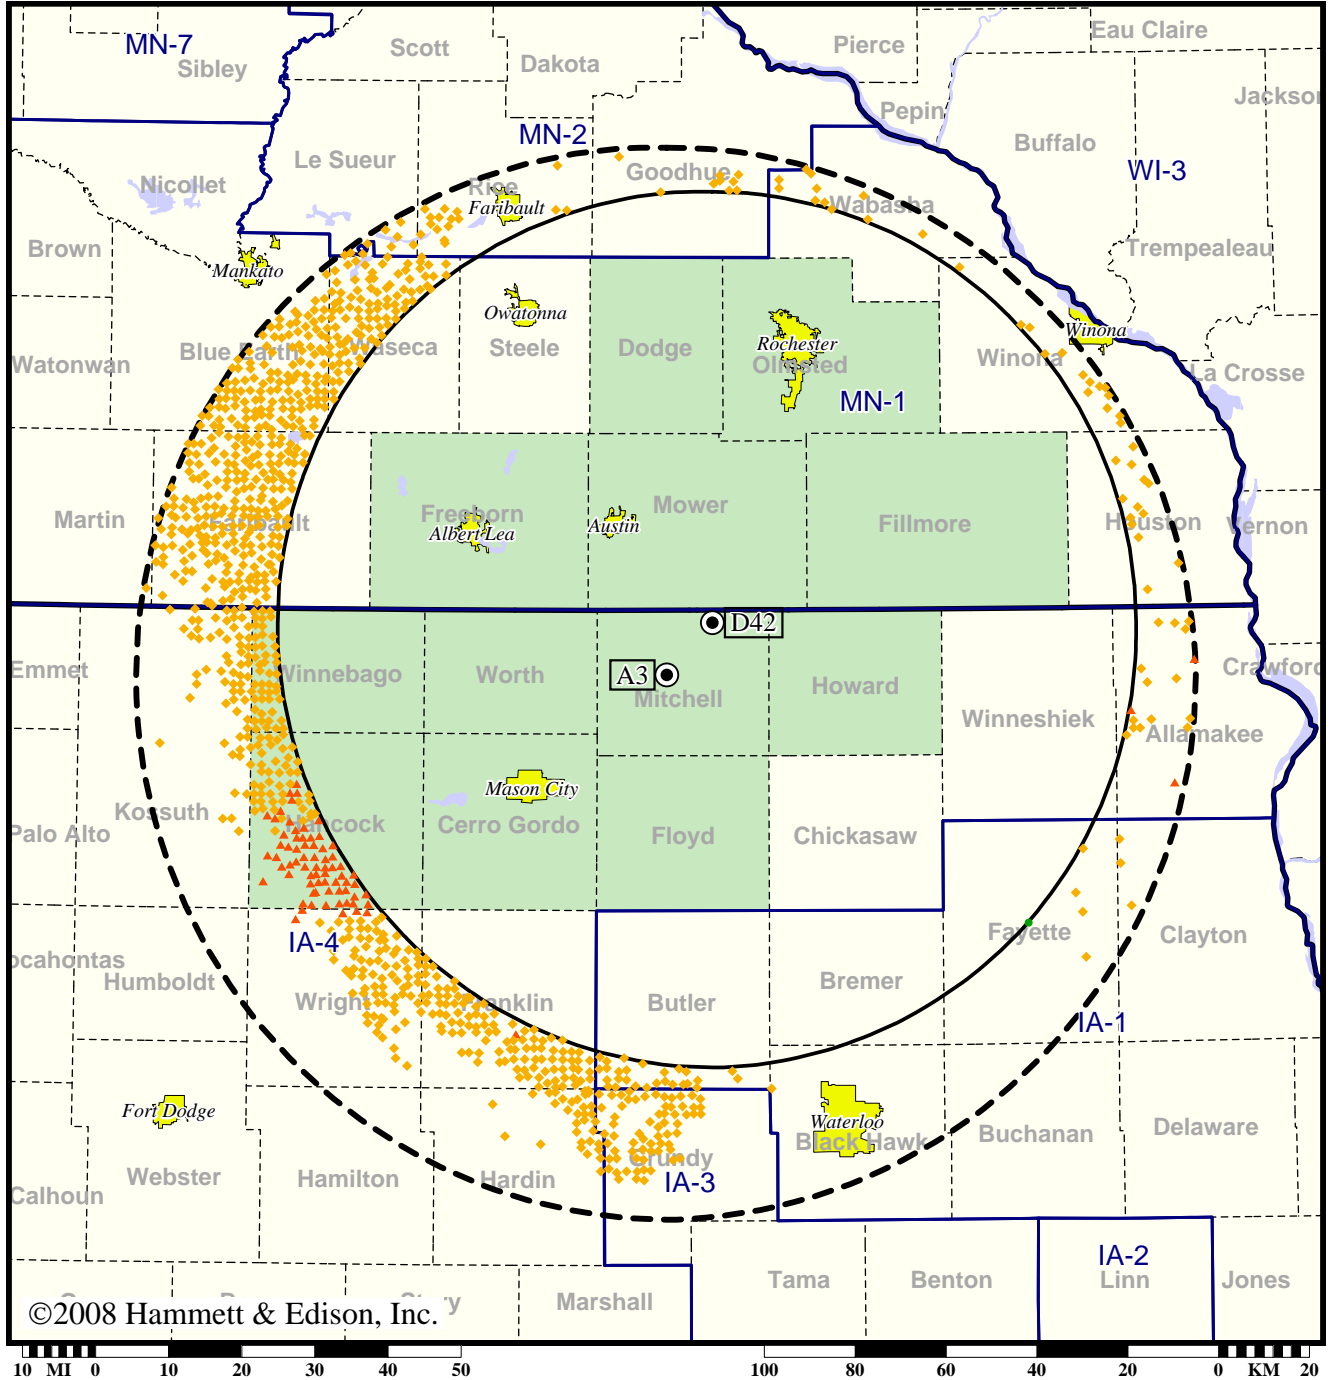 MN-7
Sibley
Scott
Dakota
Pierce
Eau Claire
Jackson
Pepin
MN-2
Buffalo
Le Sueur
Nicollet
Rice
Faribault
Goodhue
WI-3
Wabasha
Brown
Mankato
Trempealeau
Owatonna
Rochester
Winona
Watonwan
Blue Earth
Waseca
Steele
Dodge
Olmsted
Winona
La Crosse
MN-1
Martin
Faribault
Freeborn
Albert Lea
Austin
Mower
Fillmore
Houston
Vernon
D42
A3
Emmet
Winnebago
Worth
Mitchell
Howard
Winneshiek
Crawford
Allamakee
Kossuth
Mason City
Palo Alto
Hancock
Cerro Gordo
Floyd
Chickasaw
IA-4
Fayette
Clayton
ocahontas
Humboldt
Wright
nklin
Butler
Bremer
IA-1
Fort Dodge
Waterloo
Black Hawk
Buchanan
Delaware
Webster
Hamilton
Hardin
Grundy
IA-3
Calhoun
IA-2
Tama
Benton
Linn
Jones
Marshall
©2008 Hammett & Edison, Inc.
10 MI 0 10 20 30 40 50
100 80 60 40 20 0 KM 20